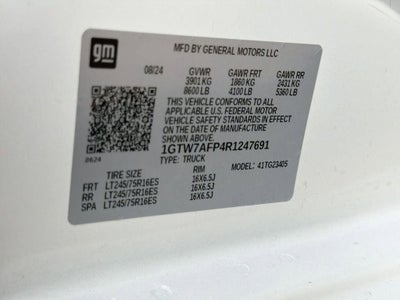 gm
MFD BY GENERAL MOTORS LLC
08/24 GVWR GAWR FRT GAWR RR
3901 KG 1860 KG 2431 KG
8600 LB 4100 LB 5360 LB
THIS VEHICLE CONFORMS TO ALL
APPLICABLE U.S. FEDERAL MOTOR
VEHICLE SAFETY STANDARDS IN
EFFECT ON THE DATE OF MANUFACTURE
SHOWN ABOVE.
1GTW7AFP4R1247691
TYPE: TRUCK
0624 MODEL: 41TG23405
TIRE SIZE RIM
FRT LT245/75R16ES 16X6.5J
RR LT245/75R16ES 16X6.5J
SPA LT245/75R16ES 16X6.5J